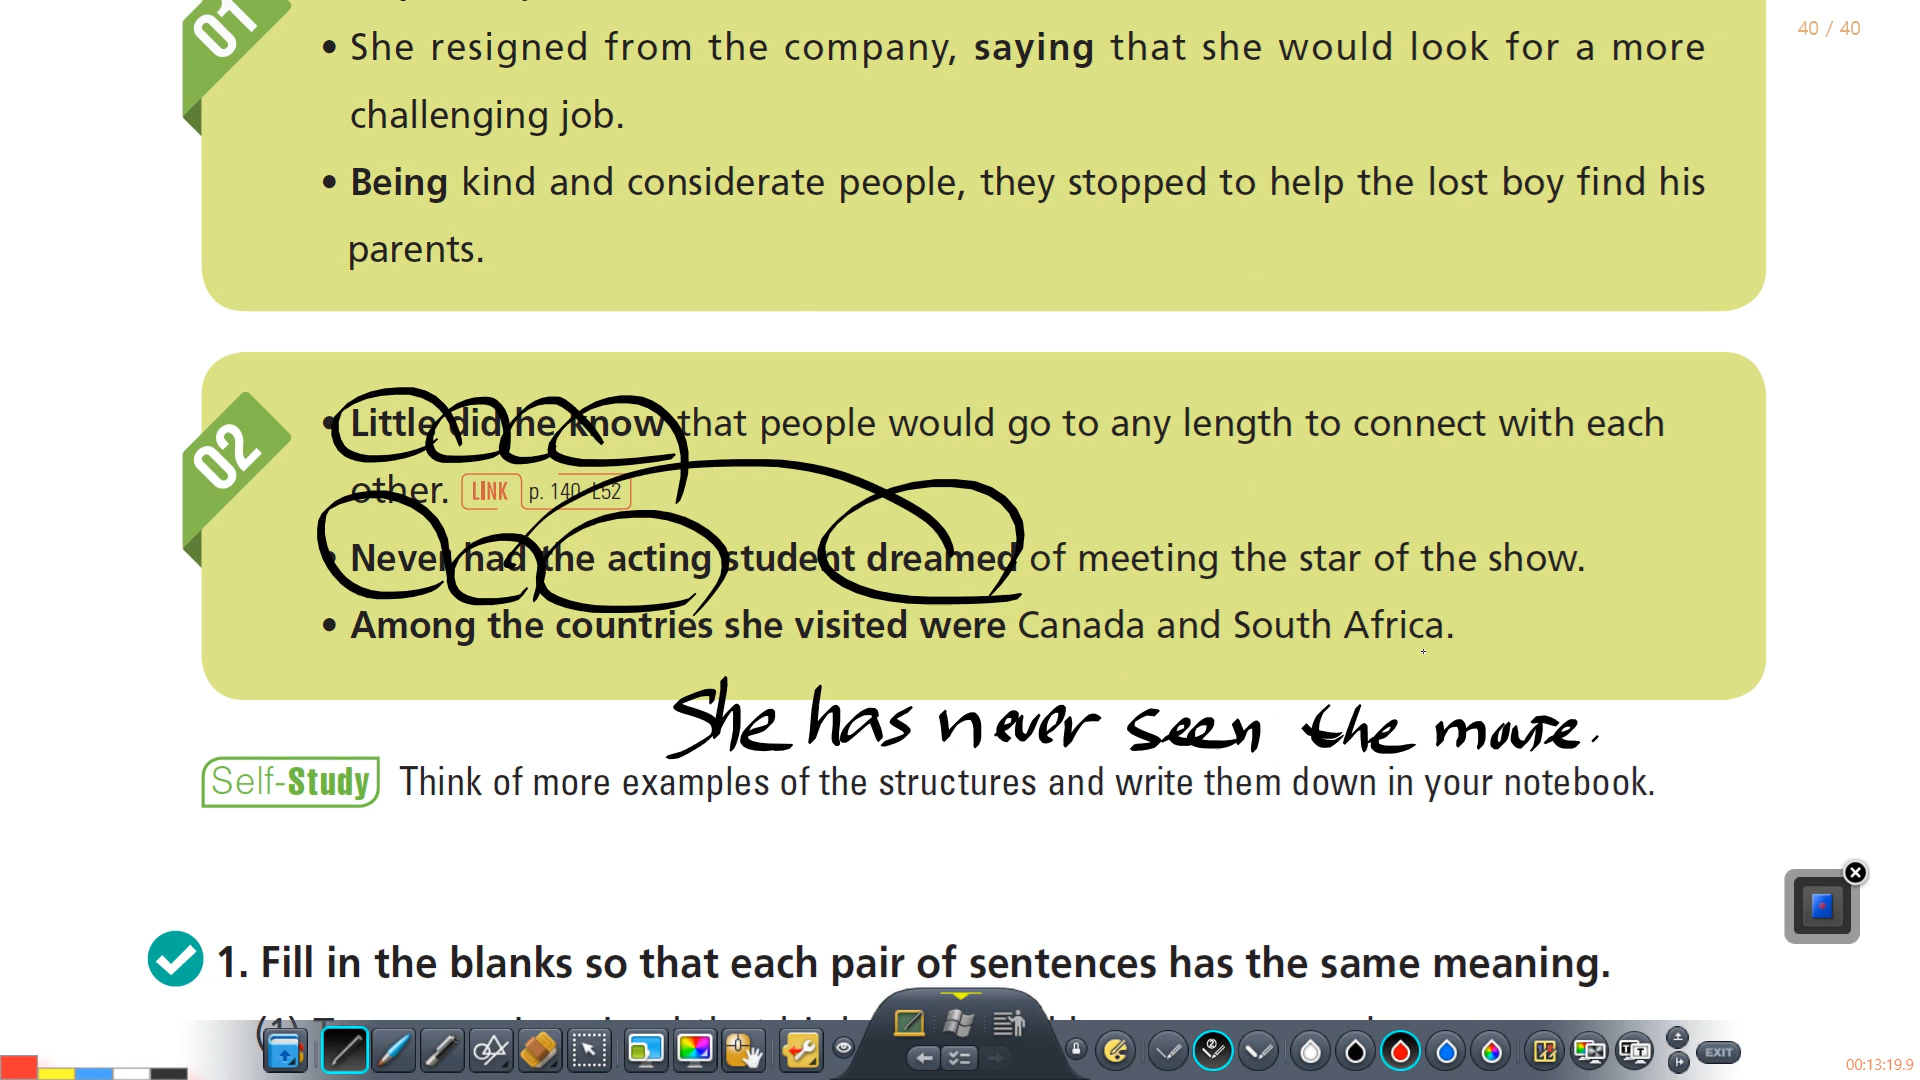 40 / 40
01
• She resigned from the company, saying that she would look for a more
challenging job.
• Being kind and considerate people, they stopped to help the lost boy find his
parents.
02
• Little did he know that people would go to any length to connect with each
other. LINK p. 140 L52
• Never had the acting student dreamed of meeting the star of the show.
• Among the countries she visited were Canada and South Africa.
She has never seen the movie.
Self-Study Think of more examples of the structures and write them down in your notebook.
1. Fill in the blanks so that each pair of sentences has the same meaning.
EXIT
00:13:19.9